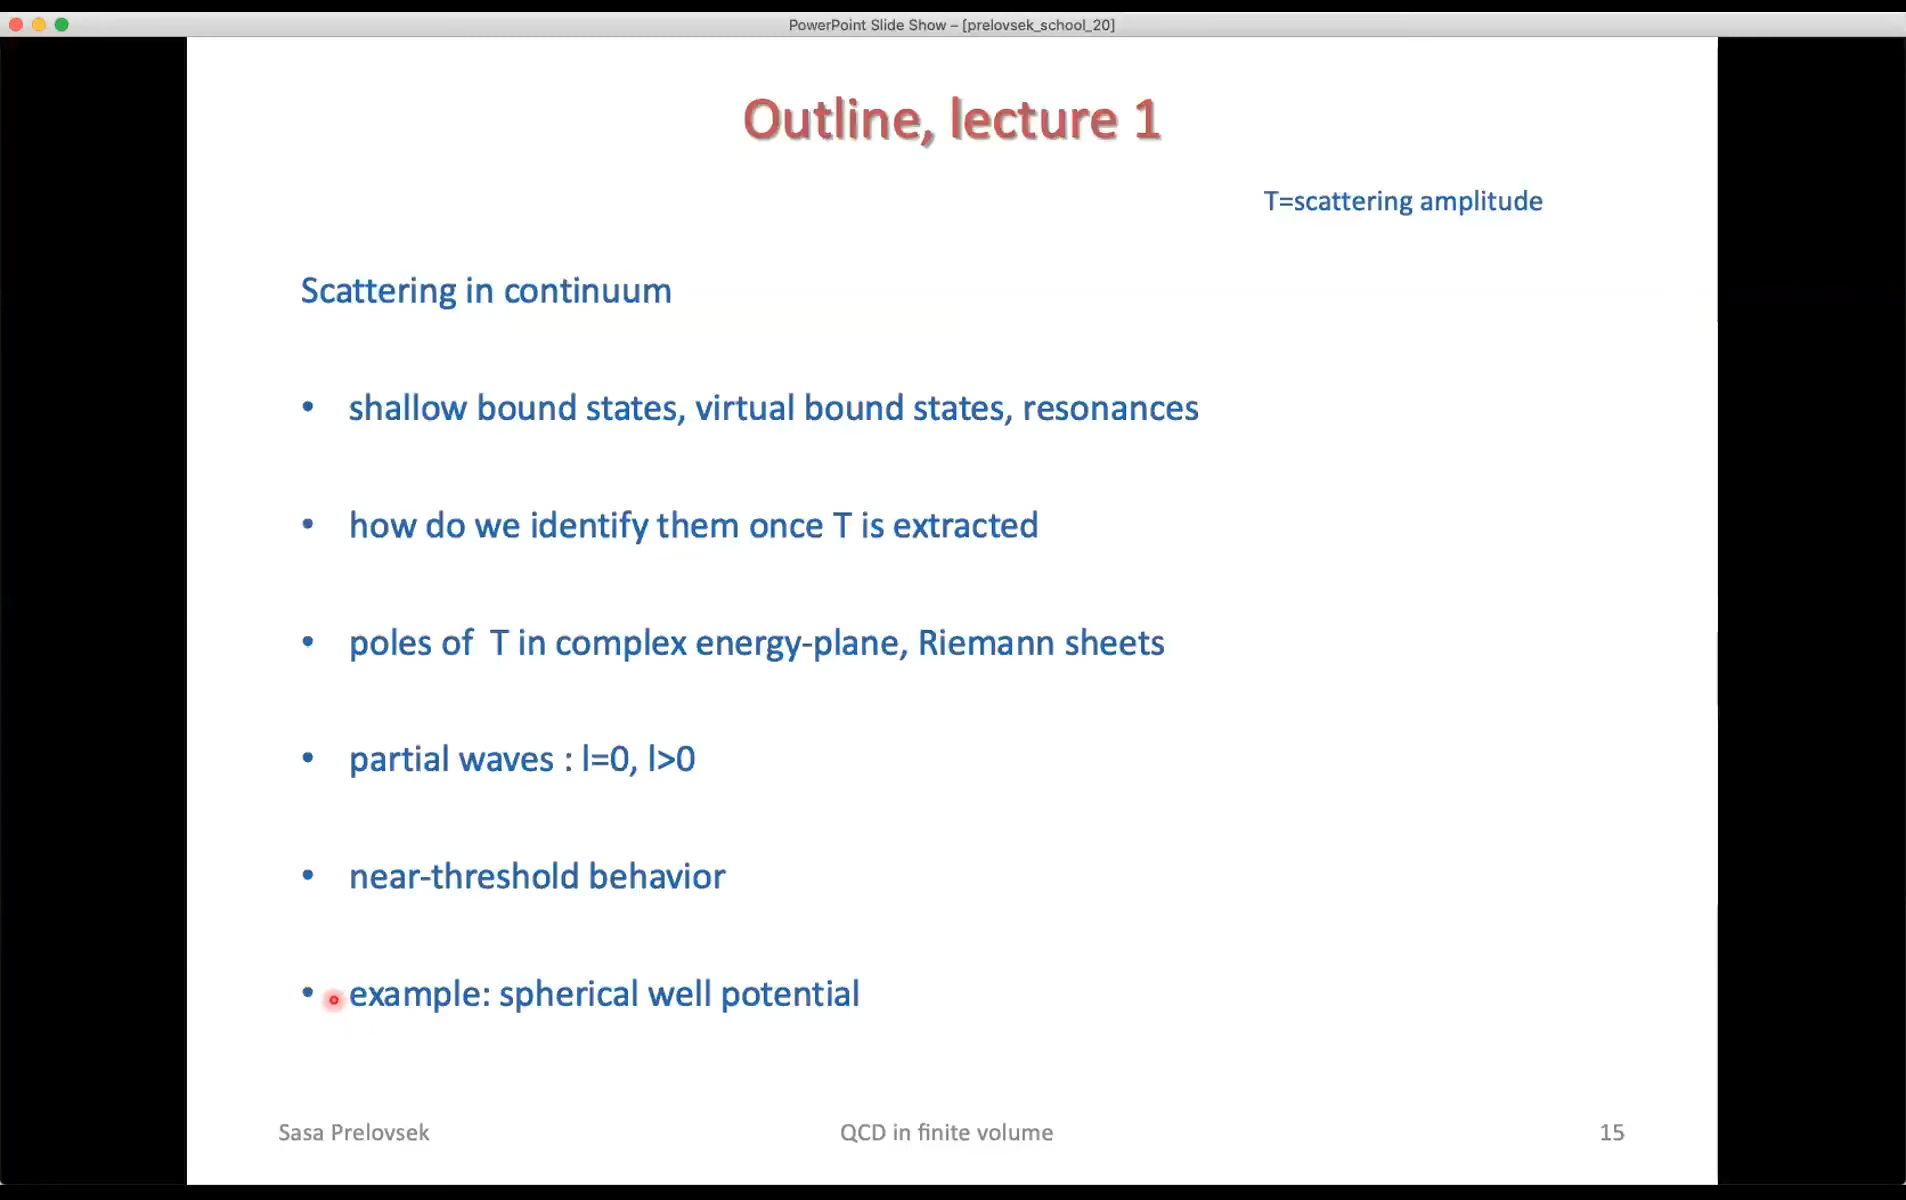 PowerPoint Slide Show – [prelovsek_school_20]
Outline, lecture 1
T=scattering amplitude
Scattering in continuum
• shallow bound states, virtual bound states, resonances
• how do we identify them once T is extracted
• poles of T in complex energy-plane, Riemann sheets
• partial waves : l=0, l>0
• near-threshold behavior
• example: spherical well potential
Sasa Prelovsek
QCD in finite volume
15